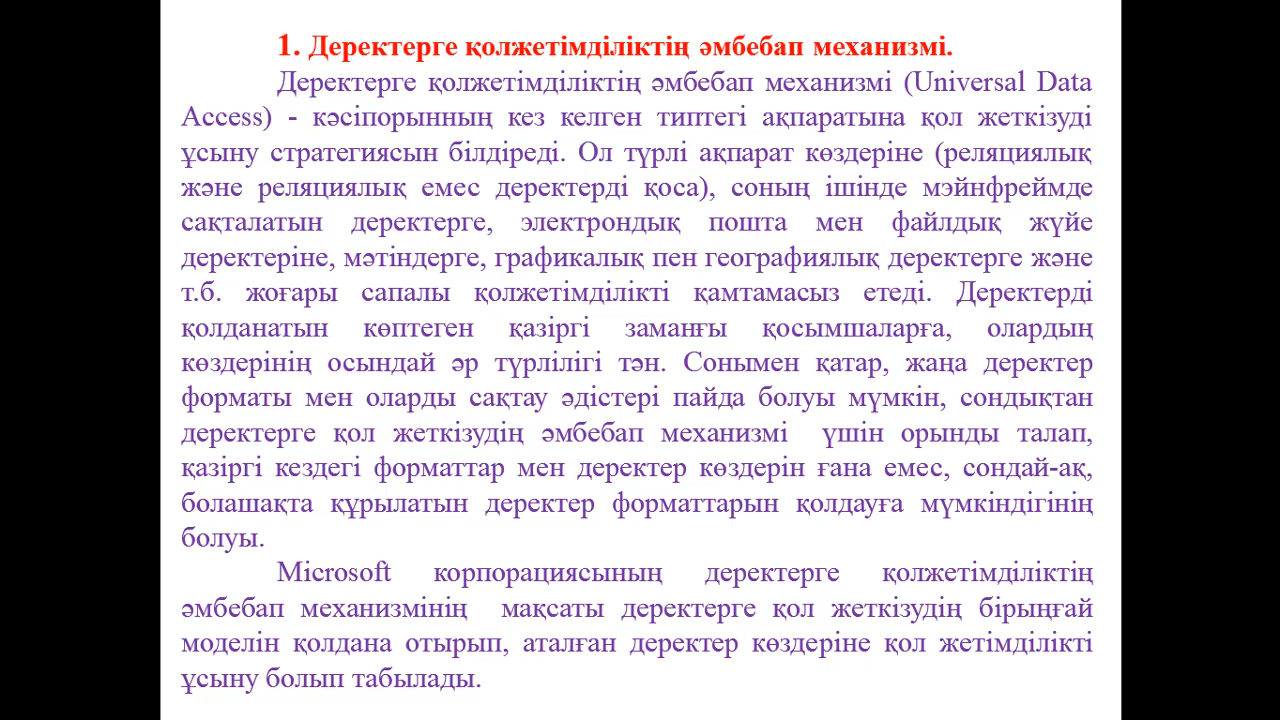 1. Деректерге қолжетімділіктің әмбебап механизмі.
Деректерге қолжетімділіктің әмбебап механизмі (Universal Data
Access) - кәсіпорынның кез келген типтегі ақпаратына қол жеткізуді
ұсыну стратегиясын білдіреді. Ол түрлі ақпарат көздеріне (реляциялық
және реляциялық емес деректерді қоса), соның ішінде мэйнфреймде
сақталатын деректерге, электрондық пошта мен файлдық жүйе
деректеріне, мәтіндерге, графикалық пен географиялық деректерге және
т.б. жоғары сапалы қолжетімділікті қамтамасыз етеді. Деректерді
қолданатын көптеген қазіргі заманғы қосымшаларға, олардың
көздерінің осындай әр түрлілігі тән. Сонымен қатар, жаңа деректер
форматы мен оларды сақтау әдістері пайда болуы мүмкін, сондықтан
деректерге қол жеткізудің әмбебап механизмі үшін орынды талап,
қазіргі кездегі форматтар мен деректер көздерін ғана емес, сондай-ақ,
болашақта құрылатын деректер форматтарын қолдауға мүмкіндігінің
болуы.
Microsoft корпорациясының деректерге қолжетімділіктің
әмбебап механизмінің мақсаты деректерге қол жеткізудің бірыңғай
моделін қолдана отырып, аталған деректер көздеріне қол жетімділікті
ұсыну болып табылады.